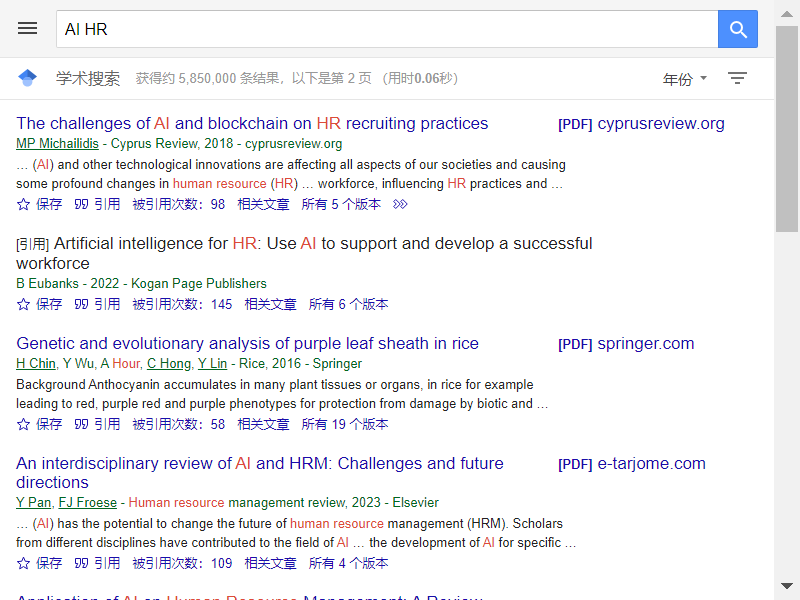 AI HR
学术搜索 获得约 5,850,000 条结果，以下是第 2 页 （用时0.06秒） 年份
The challenges of AI and blockchain on HR recruiting practices [PDF] cyprusreview.org
MP Michailidis - Cyprus Review, 2018 - cyprusreview.org
… (AI) and other technological innovations are affecting all aspects of our societies and causing
some profound changes in human resource (HR) … workforce, influencing HR practices and …
保存 引用 被引用次数：98 相关文章 所有 5 个版本
[引用] Artificial intelligence for HR: Use AI to support and develop a successful
workforce
B Eubanks - 2022 - Kogan Page Publishers
保存 引用 被引用次数：145 相关文章 所有 6 个版本
Genetic and evolutionary analysis of purple leaf sheath in rice [PDF] springer.com
H Chin, Y Wu, A Hour, C Hong, Y Lin - Rice, 2016 - Springer
Background Anthocyanin accumulates in many plant tissues or organs, in rice for example
leading to red, purple red and purple phenotypes for protection from damage by biotic and …
保存 引用 被引用次数：58 相关文章 所有 19 个版本
An interdisciplinary review of AI and HRM: Challenges and future [PDF] e-tarjome.com
directions
Y Pan, FJ Froese - Human resource management review, 2023 - Elsevier
… (AI) has the potential to change the future of human resource management (HRM). Scholars
from different disciplines have contributed to the field of AI … the development of AI for specific …
保存 引用 被引用次数：109 相关文章 所有 4 个版本
Application of AI on Human Resource Management: A Review